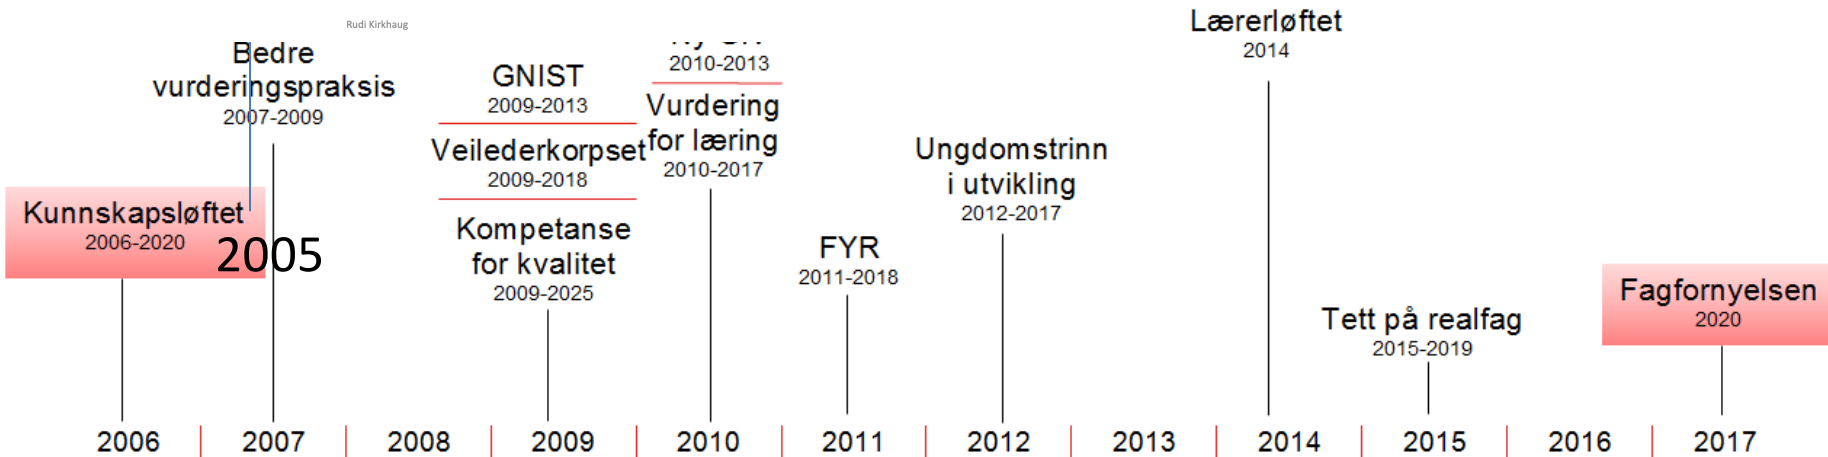 Rudi Kirkhaug
Kunnskapsløftet
2006-2020
2005
Bedre
vurderingspraksis
2007-2009
GNIST
2009-2013
Veilederkorpset
2009-2018
Kompetanse
for kvalitet
2009-2025
2010-2013
Vurdering
for læring
2010-2017
FYR
2011-2018
Ungdomstrinn
i utvikling
2012-2017
Lærerløftet
2014
Tett på realfag
2015-2019
Fagfornyelsen
2020
2006 2007 2008 2009 2010 2011 2012 2013 2014 2015 2016 2017